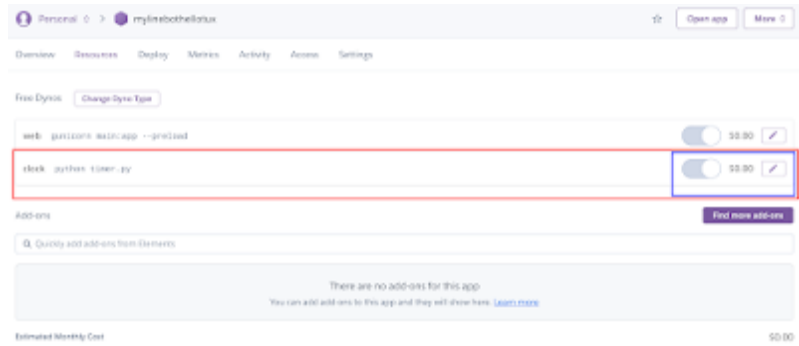 Personal > mylinebothellotux Open app More
Overview Resources Deploy Metrics Activity Access Settings
Free Dynos Change Dyno Type
web gunicorn main:app --preload $0.00
clock python timer.py $0.00
Add-ons Find more add-ons
Quickly add add-ons from Elements
There are no add-ons for this app
You can add add-ons to this app and they will show here. Learn more
Estimated Monthly Cost $0.00